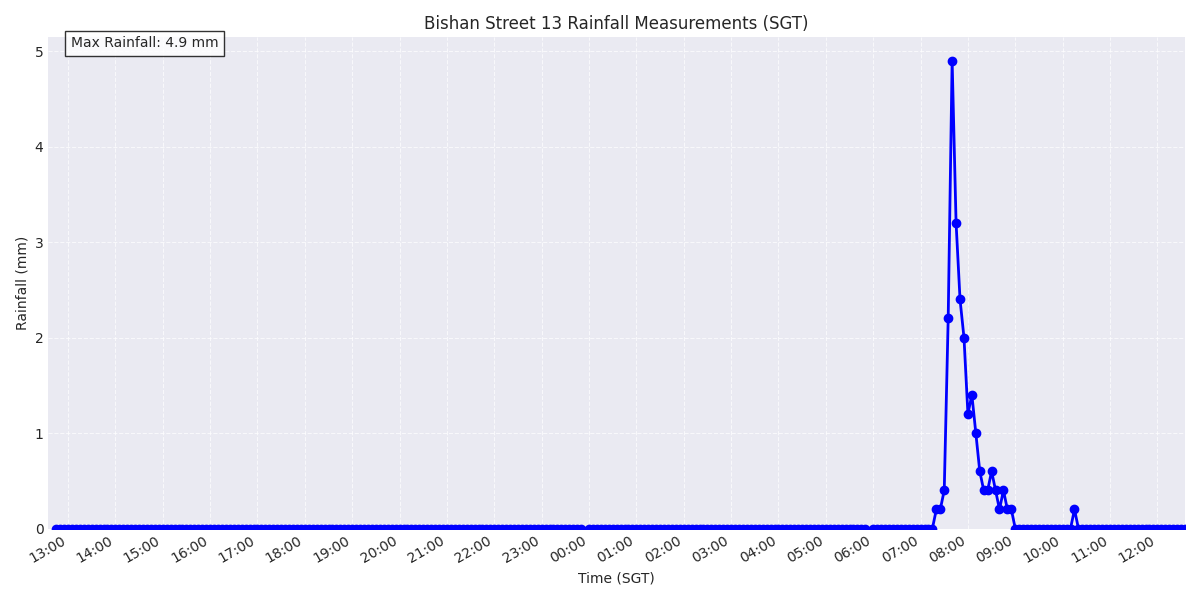 Bishan Street 13 Rainfall Measurements (SGT)
Max Rainfall: 4.9 mm
Rainfall (mm)
5
4
3
2
1
0
13:00 14:00 15:00 16:00 17:00 18:00 19:00 20:00 21:00 22:00 23:00 00:00 01:00 02:00 03:00 04:00 05:00 06:00 07:00 08:00 09:00 10:00 11:00 12:00
Time (SGT)